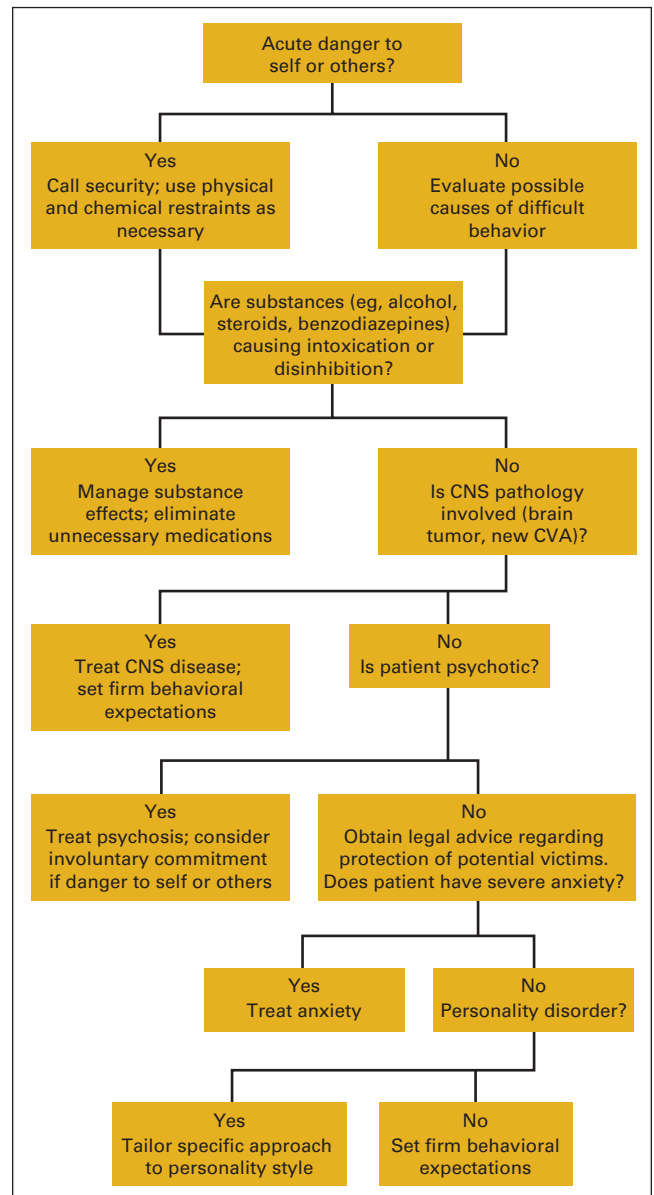 Acute danger to
self or others?
Yes
Call security; use physical
and chemical restraints as
necessary
No
Evaluate possible
causes of difficult
behavior
Are substances (eg, alcohol,
steroids, benzodiazepines)
causing intoxication or
disinhibition?
Yes
Manage substance
effects; eliminate
unnecessary medications
No
Is CNS pathology
involved (brain
tumor, new CVA)?
Yes
Treat CNS disease;
set firm behavioral
expectations
No
Is patient psychotic?
Yes
Treat psychosis; consider
involuntary commitment
if danger to self or others
No
Obtain legal advice regarding
protection of potential victims.
Does patient have severe anxiety?
Yes
Treat anxiety
No
Personality disorder?
Yes
Tailor specific approach
to personality style
No
Set firm behavioral
expectations